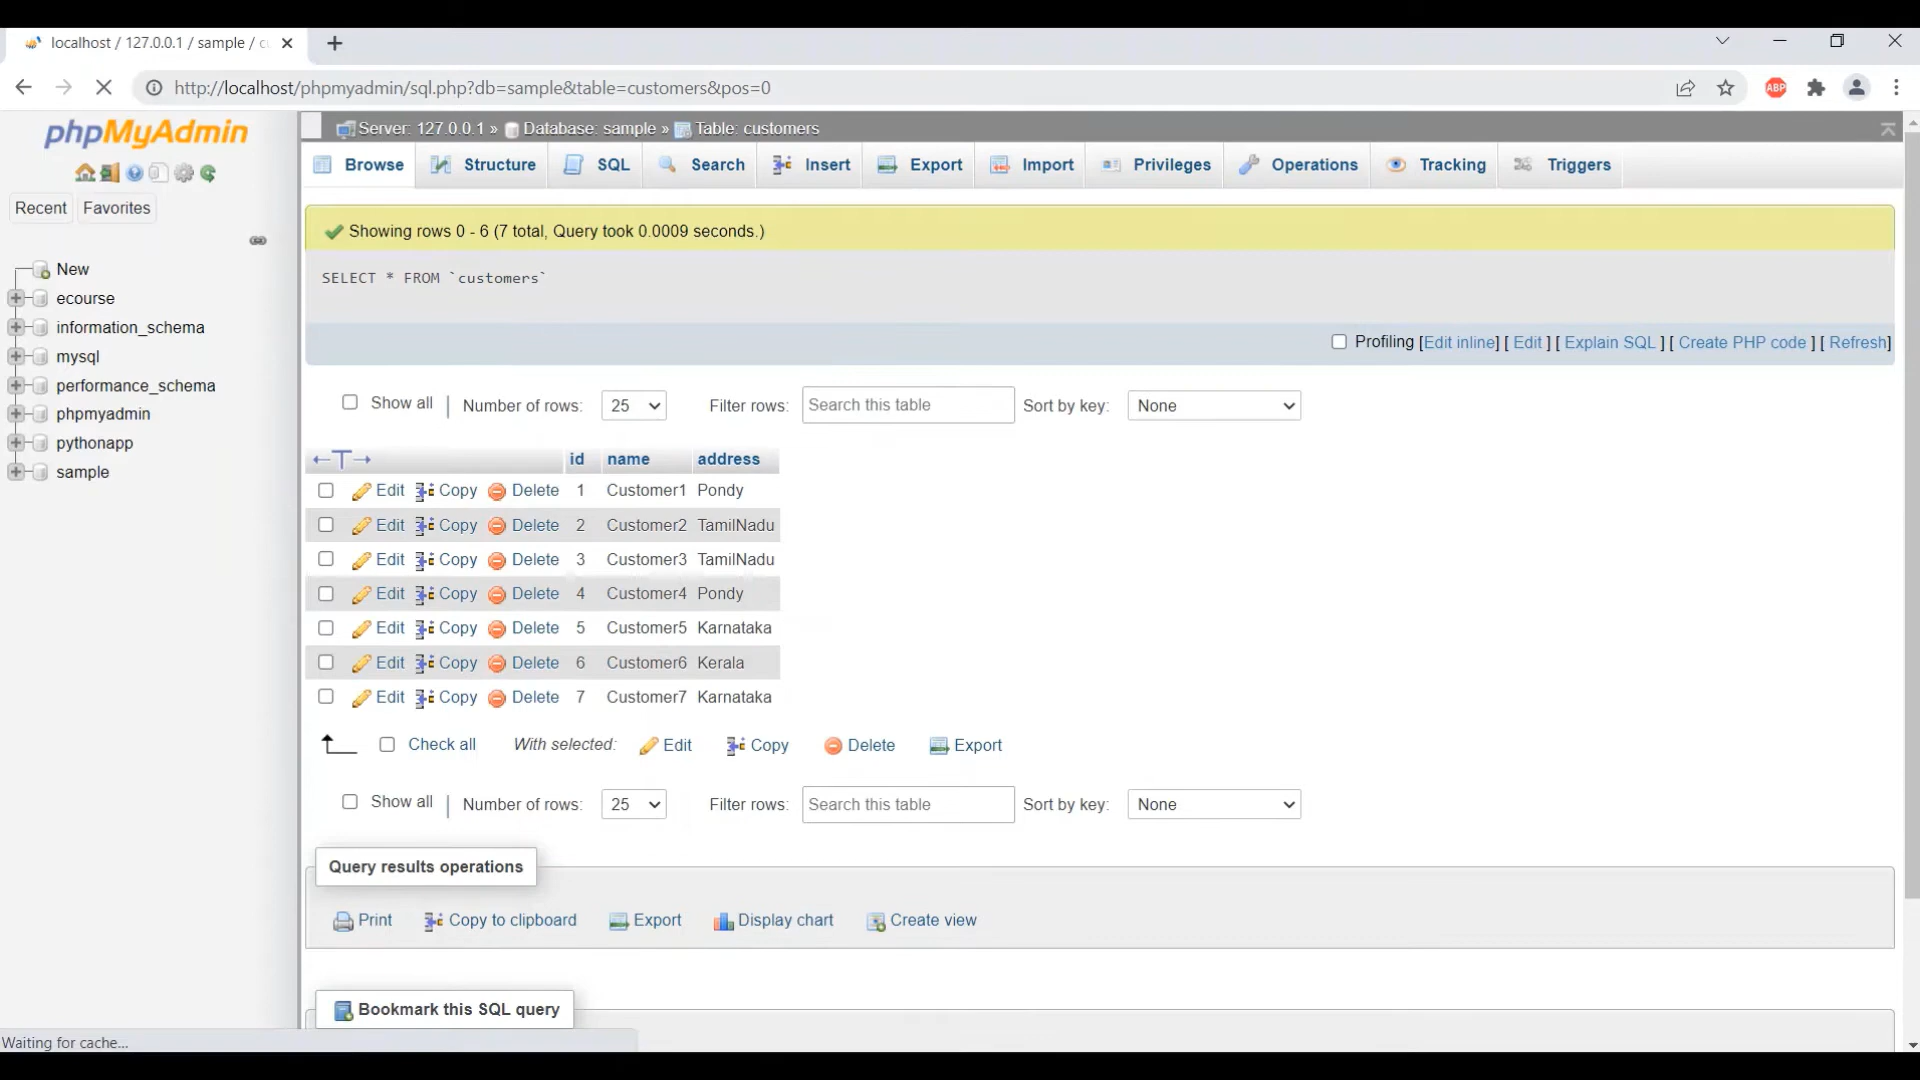 localhost / 127.0.0.1 / sample / c
http://localhost/phpmyadmin/sql.php?db=sample&table=customers&pos=0
ABP
phpMyAdmin
Recent Favorites
New
ecourse
information_schema
mysql
performance_schema
phpmyadmin
pythonapp
sample
Server: 127.0.0.1 » Database: sample » Table: customers
Browse Structure SQL Search Insert Export Import Privileges Operations Tracking Triggers
Showing rows 0 - 6 (7 total, Query took 0.0009 seconds.)
SELECT * FROM `customers`
Profiling [Edit inline] [ Edit ] [ Explain SQL ] [ Create PHP code ] [ Refresh]
Show all | Number of rows: 25 Filter rows: Search this table Sort by key: None
←T→ id name address
Edit Copy Delete 1 Customer1 Pondy
Edit Copy Delete 2 Customer2 TamilNadu
Edit Copy Delete 3 Customer3 TamilNadu
Edit Copy Delete 4 Customer4 Pondy
Edit Copy Delete 5 Customer5 Karnataka
Edit Copy Delete 6 Customer6 Kerala
Edit Copy Delete 7 Customer7 Karnataka
Check all With selected: Edit Copy Delete Export
Show all | Number of rows: 25 Filter rows: Search this table Sort by key: None
Query results operations
Print Copy to clipboard Export Display chart Create view
Bookmark this SQL query
Waiting for cache...